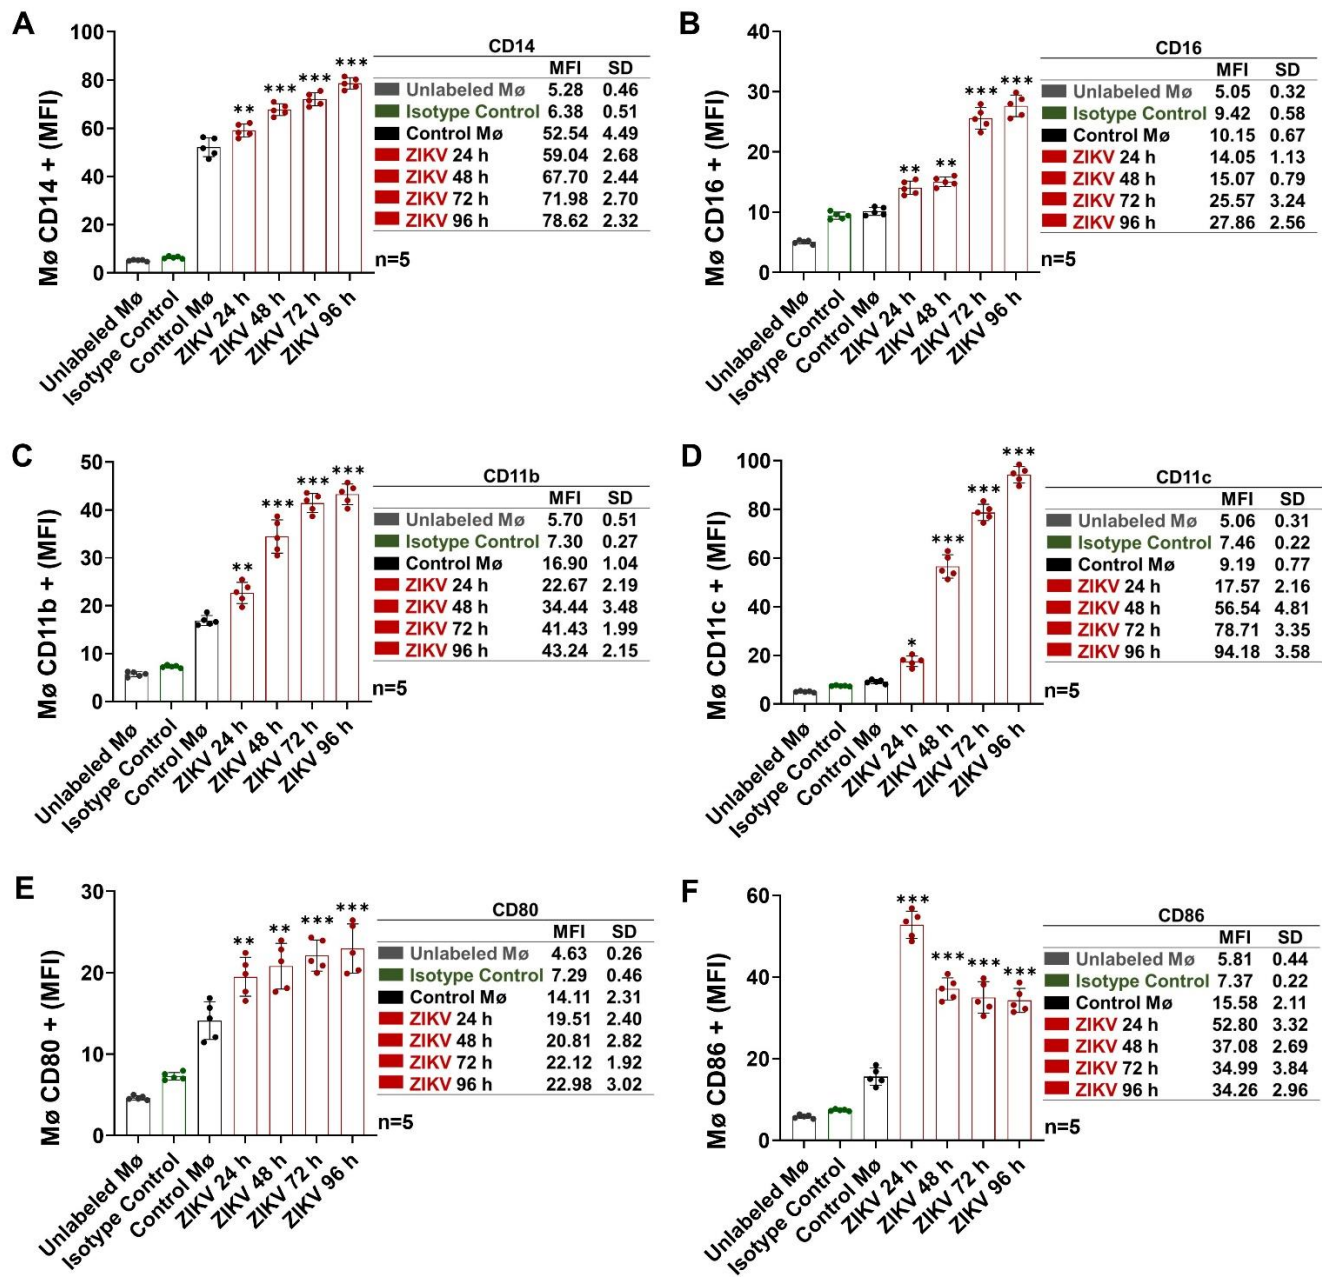 A
Mø CD14 + (MFI)
100
80
60
40
20
0
**
***
***
***
Unlabeled Mø
Isotype Control
Control Mø
ZIKV 24 h
ZIKV 48 h
ZIKV 72 h
ZIKV 96 h
CD14
MFI SD
Unlabeled Mø 5.28 0.46
Isotype Control 6.38 0.51
Control Mø 52.54 4.49
ZIKV 24 h 59.04 2.68
ZIKV 48 h 67.70 2.44
ZIKV 72 h 71.98 2.70
ZIKV 96 h 78.62 2.32
n=5
B
Mø CD16 + (MFI)
40
30
20
10
0
**
**
***
***
Unlabeled Mø
Isotype Control
Control Mø
ZIKV 24 h
ZIKV 48 h
ZIKV 72 h
ZIKV 96 h
CD16
MFI SD
Unlabeled Mø 5.05 0.32
Isotype Control 9.42 0.58
Control Mø 10.15 0.67
ZIKV 24 h 14.05 1.13
ZIKV 48 h 15.07 0.79
ZIKV 72 h 25.57 3.24
ZIKV 96 h 27.86 2.56
n=5
C
Mø CD11b + (MFI)
50
40
30
20
10
0
**
***
***
***
Unlabeled Mø
Isotype Control
Control Mø
ZIKV 24 h
ZIKV 48 h
ZIKV 72 h
ZIKV 96 h
CD11b
MFI SD
Unlabeled Mø 5.70 0.51
Isotype Control 7.30 0.27
Control Mø 16.90 1.04
ZIKV 24 h 22.67 2.19
ZIKV 48 h 34.44 3.48
ZIKV 72 h 41.43 1.99
ZIKV 96 h 43.24 2.15
n=5
D
Mø CD11c + (MFI)
100
80
60
40
20
0
*
***
***
***
Unlabeled Mø
Isotype Control
Control Mø
ZIKV 24 h
ZIKV 48 h
ZIKV 72 h
ZIKV 96 h
CD11c
MFI SD
Unlabeled Mø 5.06 0.31
Isotype Control 7.46 0.22
Control Mø 9.19 0.77
ZIKV 24 h 17.57 2.16
ZIKV 48 h 56.54 4.81
ZIKV 72 h 78.71 3.35
ZIKV 96 h 94.18 3.58
n=5
E
Mø CD80 + (MFI)
30
20
10
0
**
**
***
***
Unlabeled Mø
Isotype Control
Control Mø
ZIKV 24 h
ZIKV 48 h
ZIKV 72 h
ZIKV 96 h
CD80
MFI SD
Unlabeled Mø 4.63 0.26
Isotype Control 7.29 0.46
Control Mø 14.11 2.31
ZIKV 24 h 19.51 2.40
ZIKV 48 h 20.81 2.82
ZIKV 72 h 22.12 1.92
ZIKV 96 h 22.98 3.02
n=5
F
Mø CD86 + (MFI)
60
40
20
0
***
***
***
***
Unlabeled Mø
Isotype Control
Control Mø
ZIKV 24 h
ZIKV 48 h
ZIKV 72 h
ZIKV 96 h
CD86
MFI SD
Unlabeled Mø 5.81 0.44
Isotype Control 7.37 0.22
Control Mø 15.58 2.11
ZIKV 24 h 52.80 3.32
ZIKV 48 h 37.08 2.69
ZIKV 72 h 34.99 3.84
ZIKV 96 h 34.26 2.96
n=5